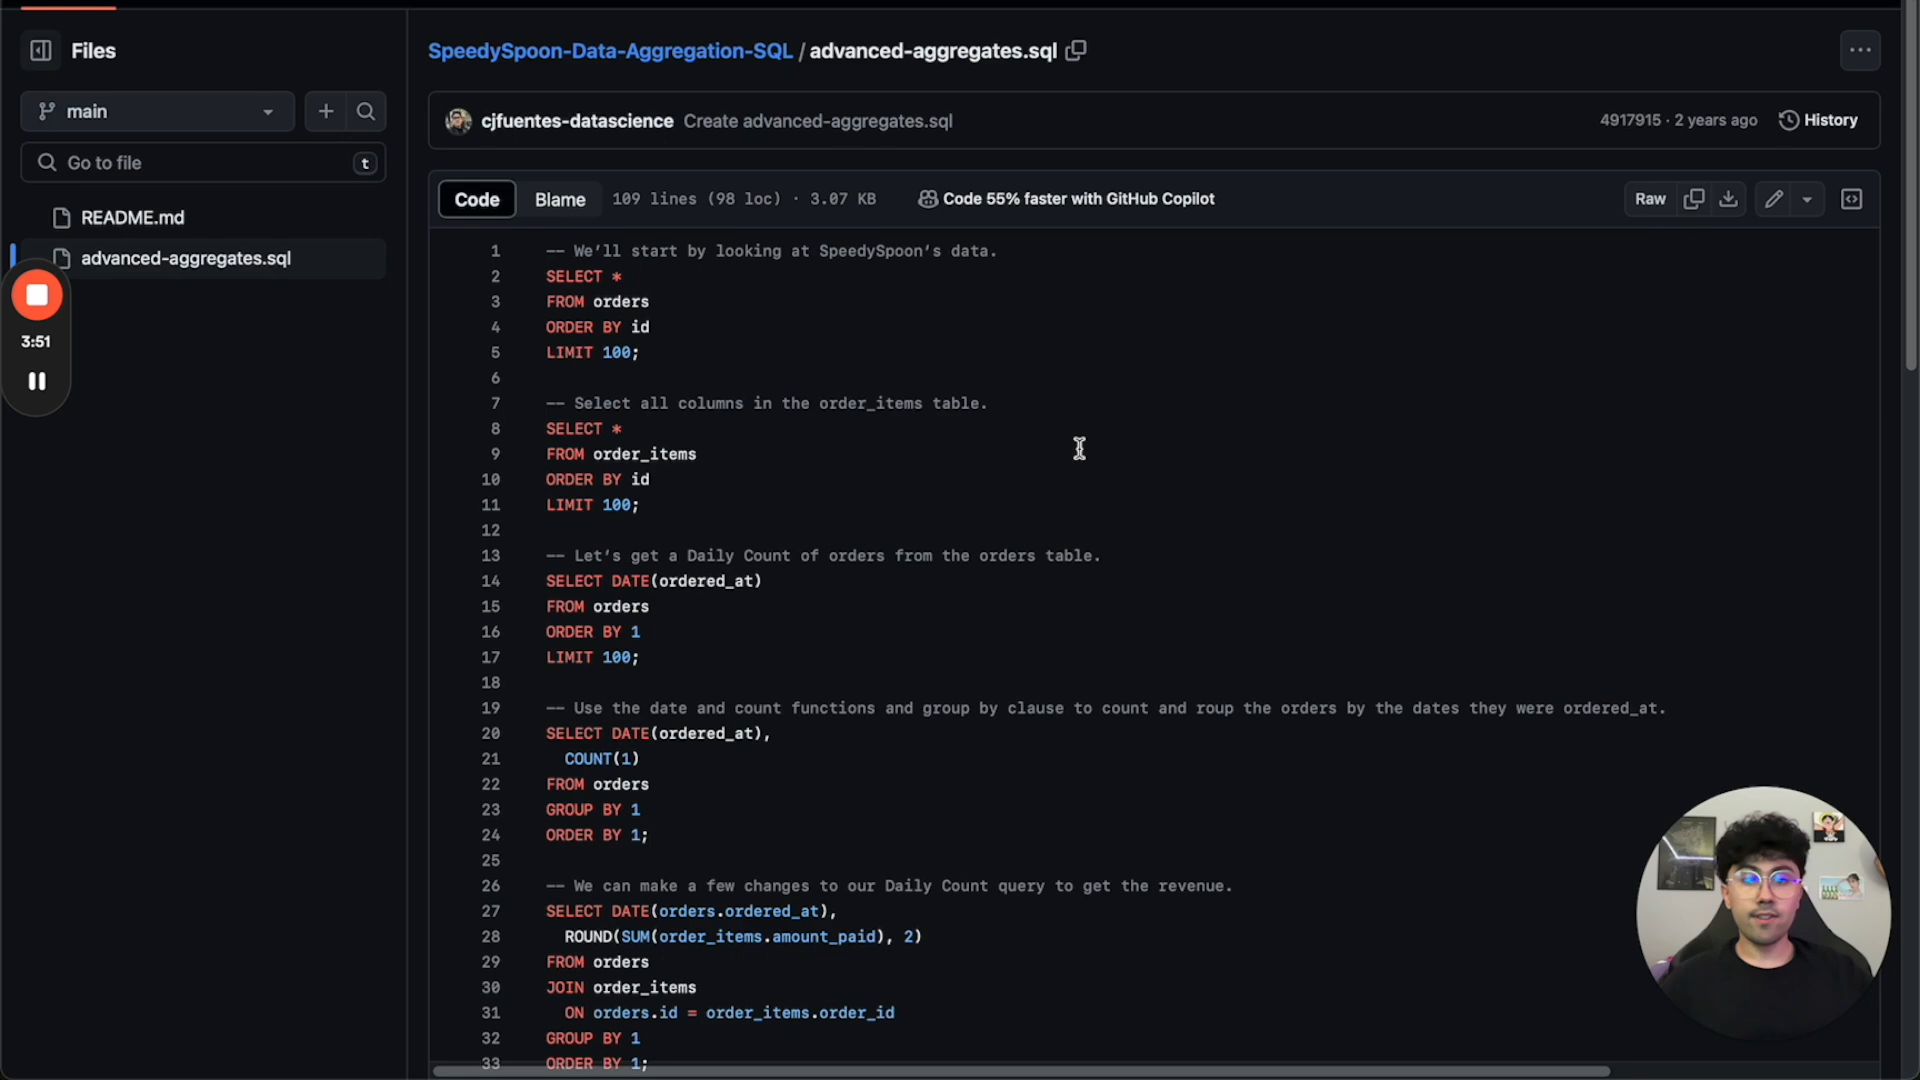 Files
main
Go to file
t
README.md
advanced-aggregates.sql
3:51
SpeedySpoon-Data-Aggregation-SQL / advanced-aggregates.sql
cjfuentes-datascience Create advanced-aggregates.sql
4917915 · 2 years ago
History
Code
Blame
109 lines (98 loc) · 3.07 KB
Code 55% faster with GitHub Copilot
Raw
1 -- We'll start by looking at SpeedySpoon's data.
2 SELECT *
3 FROM orders
4 ORDER BY id
5 LIMIT 100;
6
7 -- Select all columns in the order_items table.
8 SELECT *
9 FROM order_items
10 ORDER BY id
11 LIMIT 100;
12
13 -- Let's get a Daily Count of orders from the orders table.
14 SELECT DATE(ordered_at)
15 FROM orders
16 ORDER BY 1
17 LIMIT 100;
18
19 -- Use the date and count functions and group by clause to count and roup the orders by the dates they were ordered_at.
20 SELECT DATE(ordered_at),
21 COUNT(1)
22 FROM orders
23 GROUP BY 1
24 ORDER BY 1;
25
26 -- We can make a few changes to our Daily Count query to get the revenue.
27 SELECT DATE(orders.ordered_at),
28 ROUND(SUM(order_items.amount_paid), 2)
29 FROM orders
30 JOIN order_items
31 ON orders.id = order_items.order_id
32 GROUP BY 1
33 ORDER BY 1;